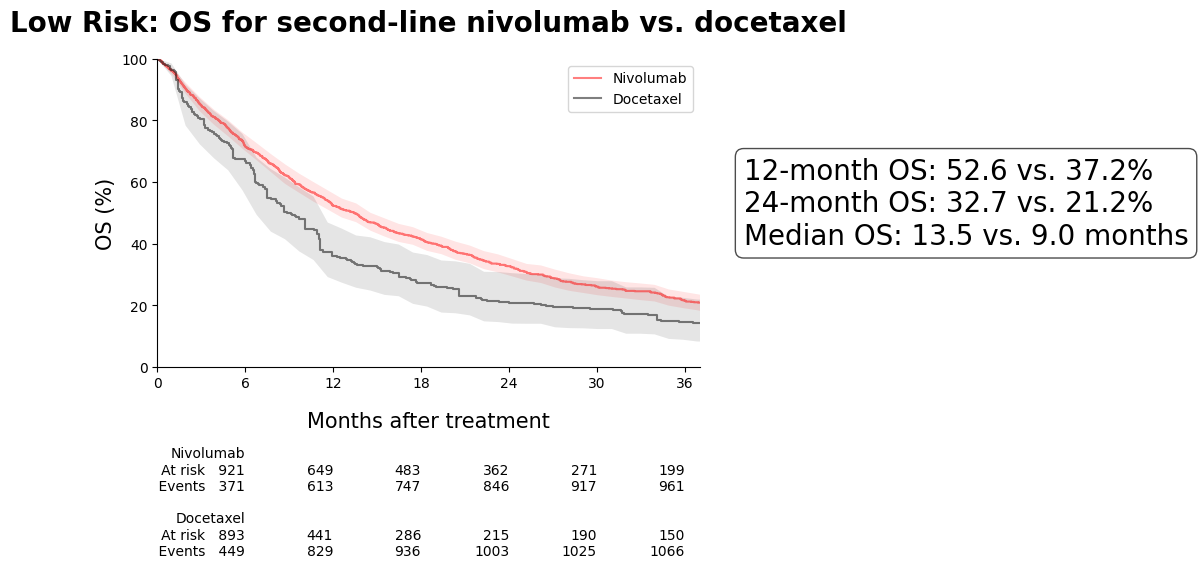 Low Risk: OS for second-line nivolumab vs. docetaxel
100
80
60
40
20
0
OS (%)
Nivolumab
Docetaxel
12-month OS: 52.6 vs. 37.2%
24-month OS: 32.7 vs. 21.2%
Median OS: 13.5 vs. 9.0 months
0 6 12 18 24 30 36
Months after treatment
Nivolumab
At risk 921 649 483 362 271 199
Events 371 613 747 846 917 961
Docetaxel
At risk 893 441 286 215 190 150
Events 449 829 936 1003 1025 1066